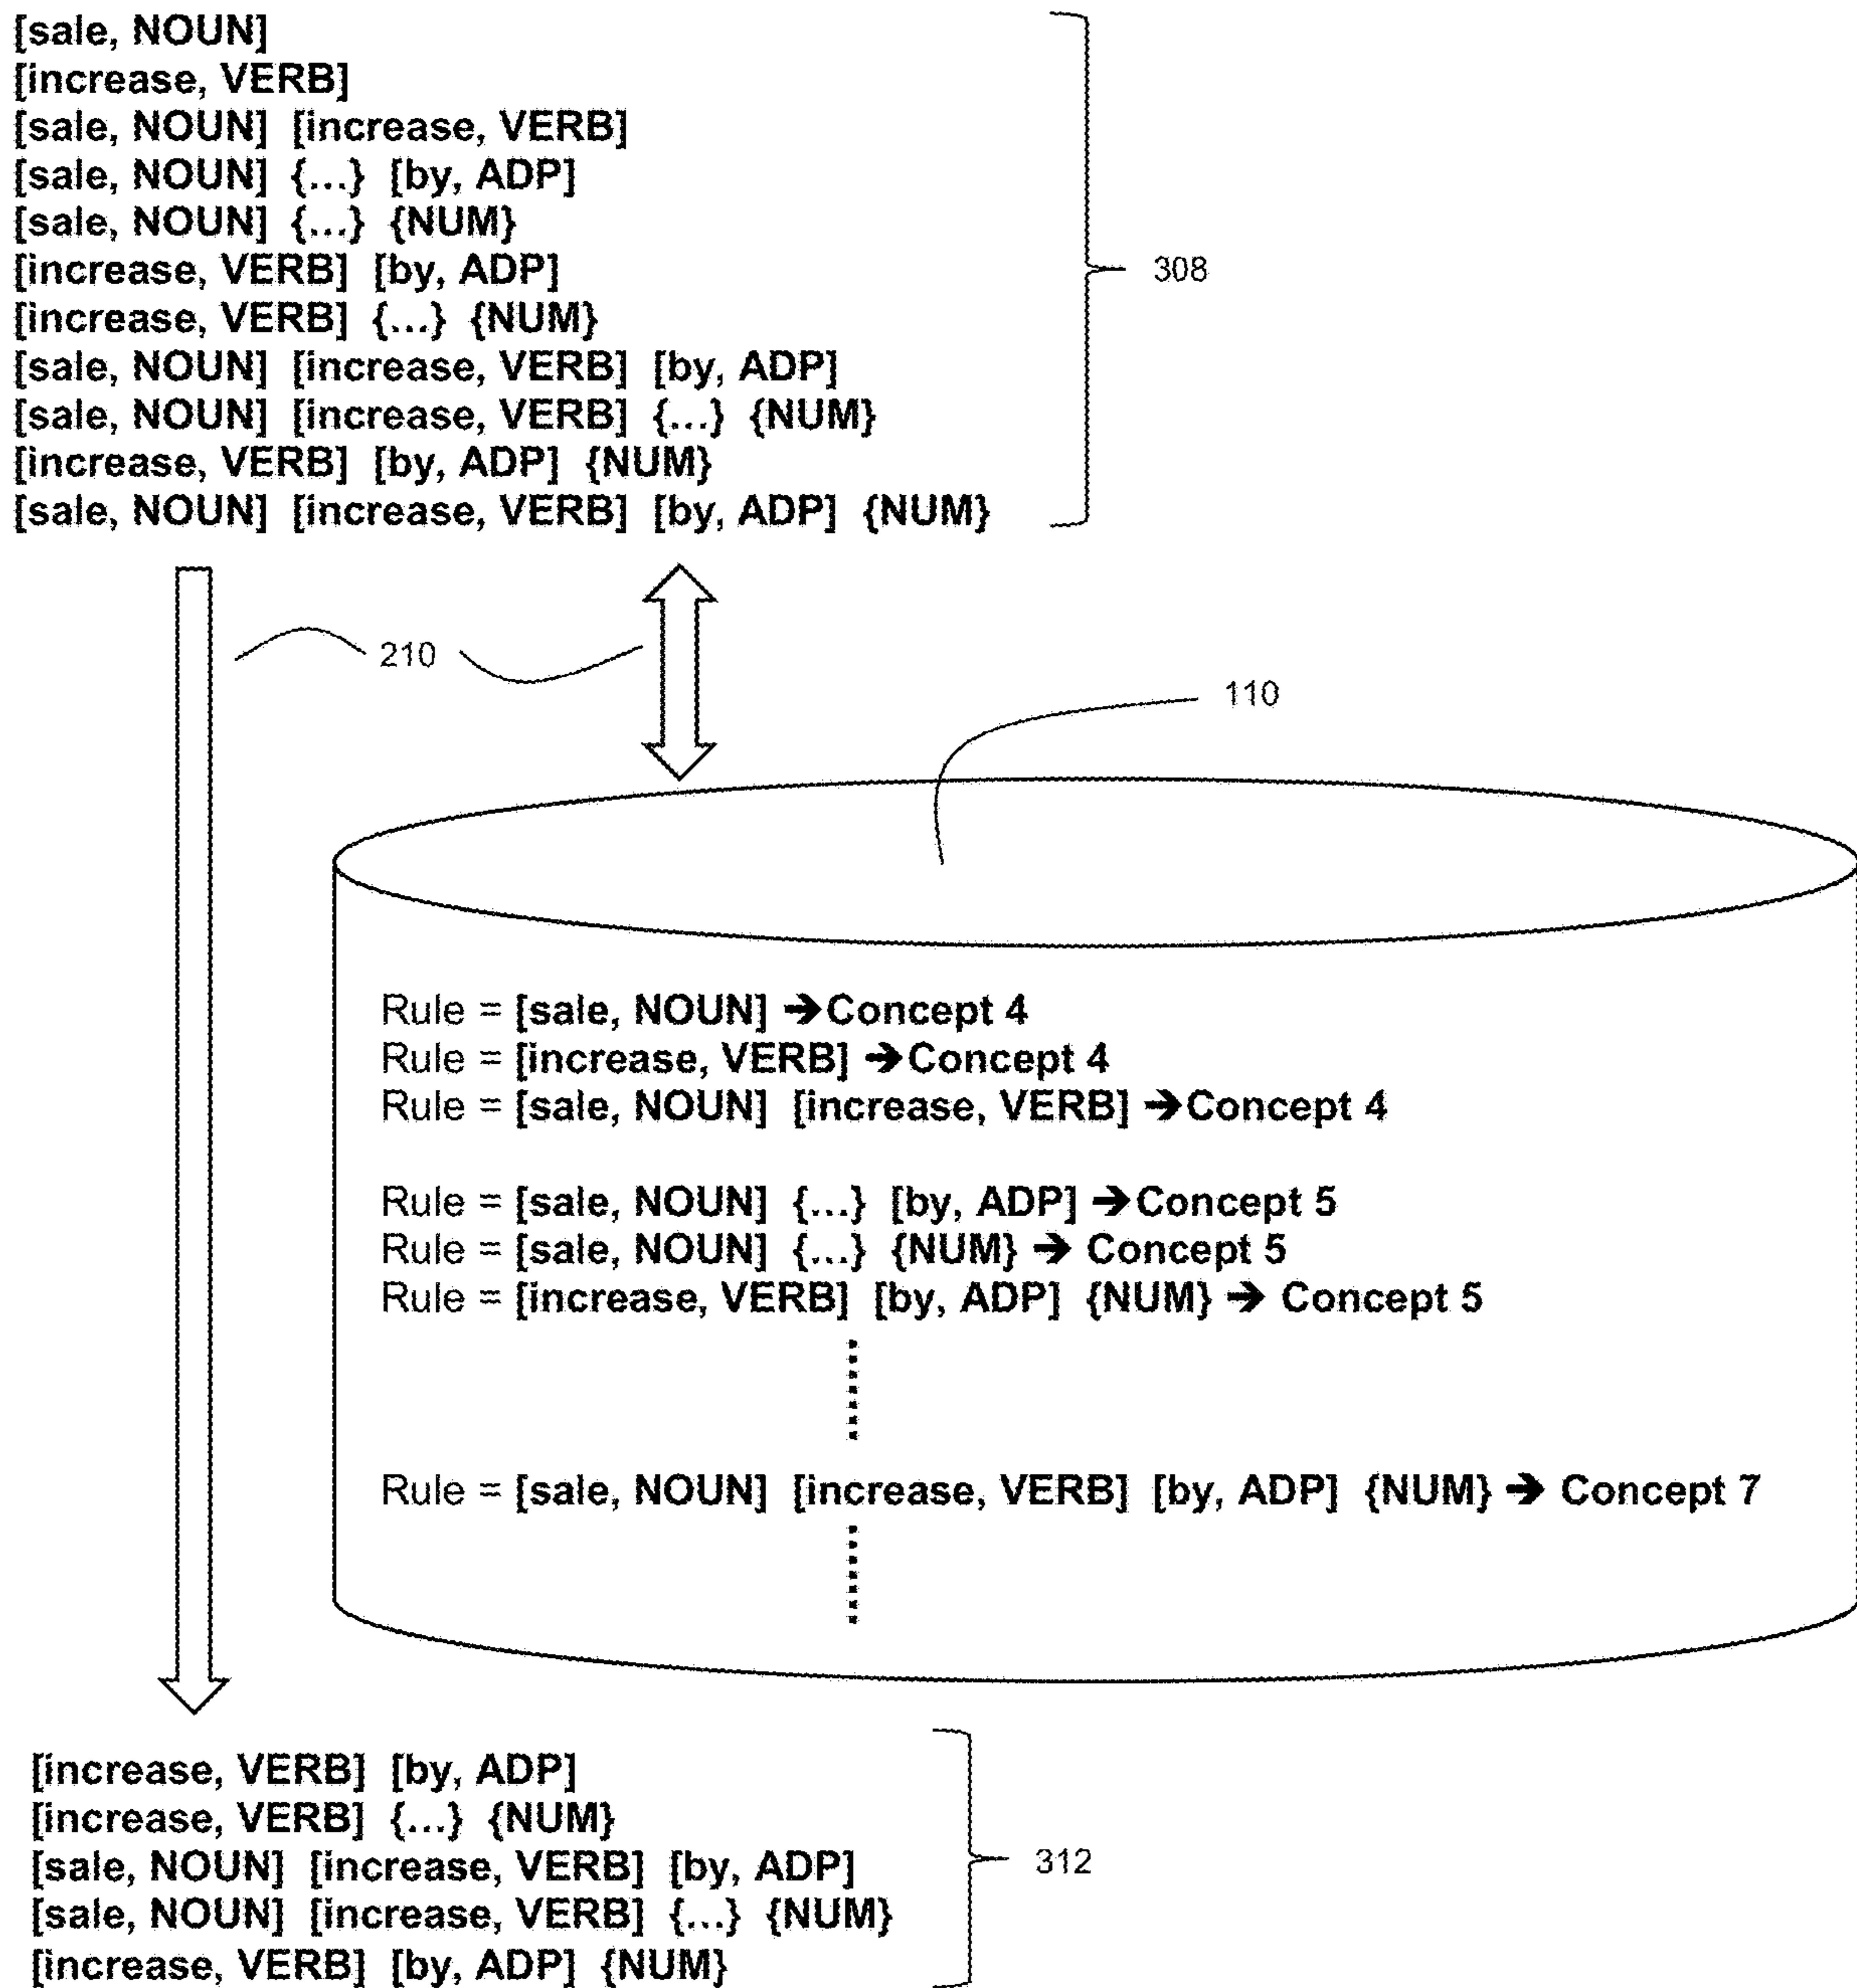 [sale, NOUN]
[increase, VERB]
[sale, NOUN] [increase, VERB]
[sale, NOUN] {...} [by, ADP]
[sale, NOUN] {...} {NUM}
[increase, VERB] [by, ADP]
[increase, VERB] {...} {NUM}
[sale, NOUN] [increase, VERB] [by, ADP]
[sale, NOUN] [increase, VERB] {...} {NUM}
[increase, VERB] [by, ADP] {NUM}
[sale, NOUN] [increase, VERB] [by, ADP] {NUM}
308
210
110
Rule = [sale, NOUN] ➔Concept 4
Rule = [increase, VERB] ➔Concept 4
Rule = [sale, NOUN] [increase, VERB] ➔Concept 4
Rule = [sale, NOUN] {...} [by, ADP] ➔Concept 5
Rule = [sale, NOUN] {...} {NUM} ➔ Concept 5
Rule = [increase, VERB] [by, ADP] {NUM} ➔ Concept 5
Rule = [sale, NOUN] [increase, VERB] [by, ADP] {NUM} ➔ Concept 7
[increase, VERB] [by, ADP]
[increase, VERB] {...} {NUM}
[sale, NOUN] [increase, VERB] [by, ADP]
[sale, NOUN] [increase, VERB] {...} {NUM}
[increase, VERB] [by, ADP] {NUM}
312